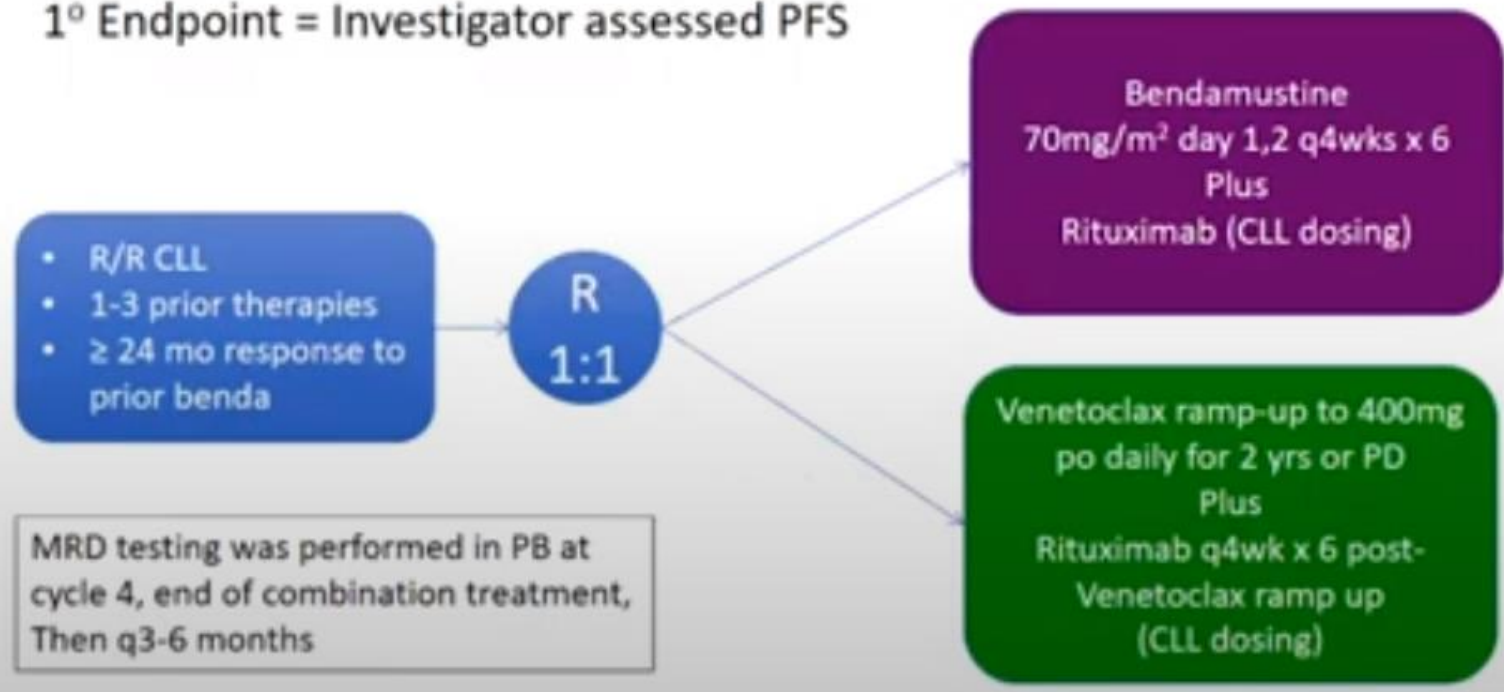 1º Endpoint = Investigator assessed PFS
• R/R CLL
• 1-3 prior therapies
• ≥ 24 mo response to
prior benda
R
1:1
Bendamustine
70mg/m² day 1,2 q4wks x 6
Plus
Rituximab (CLL dosing)
Venetoclax ramp-up to 400mg
po daily for 2 yrs or PD
Plus
Rituximab q4wk x 6 post-
Venetoclax ramp up
(CLL dosing)
MRD testing was performed in PB at
cycle 4, end of combination treatment,
Then q3-6 months